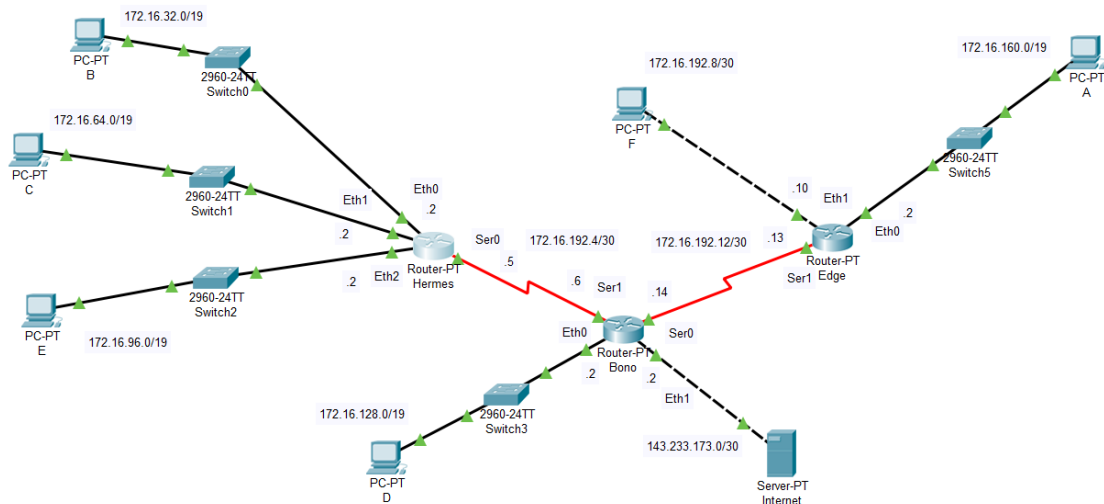 172.16.32.0/19
PC-PT
B
2960-24TT
Switch0
172.16.64.0/19
PC-PT
C
2960-24TT
Switch1
Eth1
Eth0
.2
.2
Eth2
.2
Router-PT
Hermes
Ser0
.5
2960-24TT
Switch2
172.16.96.0/19
PC-PT
E
172.16.192.4/30
.6
Ser1
172.16.192.12/30
.14
Ser0
Eth0
Router-PT
Bono
.2
.2
Eth1
172.16.128.0/19
2960-24TT
Switch3
PC-PT
D
143.233.173.0/30
Server-PT
Internet
172.16.192.8/30
PC-PT
F
.10
Eth1
.2
Eth0
.13
Ser1
Router-PT
Edge
172.16.160.0/19
PC-PT
A
2960-24TT
Switch5